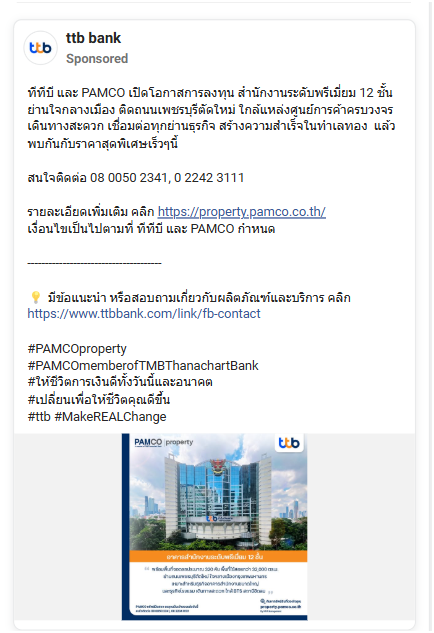 ttb bank
Sponsored
ttb
ทีทีบี และ PAMCO เปิดโอกาสการลงทุน สำนักงานระดับพรีเมี่ยม 12 ชั้น
ย่านใจกลางเมือง ติดถนนเพชรบุรีตัดใหม่ ใกล้แหล่งศูนย์การค้าครบวงจร
เดินทางสะดวก เชื่อมต่อทุกย่านธุรกิจ สร้างความสำเร็จในทำเลทอง แล้ว
พบกันกับราคาสุดพิเศษเร็วๆนี้
สนใจติดต่อ 08 0050 2341, 0 2242 3111
รายละเอียดเพิ่มเติม คลิก https://property.pamco.co.th/
เงื่อนไขเป็นไปตามที่ ทีทีบี และ PAMCO กำหนด
--------------------------------------
💡 มีข้อแนะนำ หรือสอบถามเกี่ยวกับผลิตภัณฑ์และบริการ คลิก
https://www.ttbbank.com/link/fb-contact
#PAMCOproperty
#PAMCOmemberofTMBThanachartBank
#ให้ชีวิตการเงินดีทั้งวันนี้และอนาคต
#เปลี่ยนเพื่อให้ชีวิตคุณดีขึ้น
#ttb #MakeREALChange
PAMCO property
ttb
ttb
อาคารสำนักงานระดับพรีเมี่ยม 12 ชั้น
property.pamco.co.th